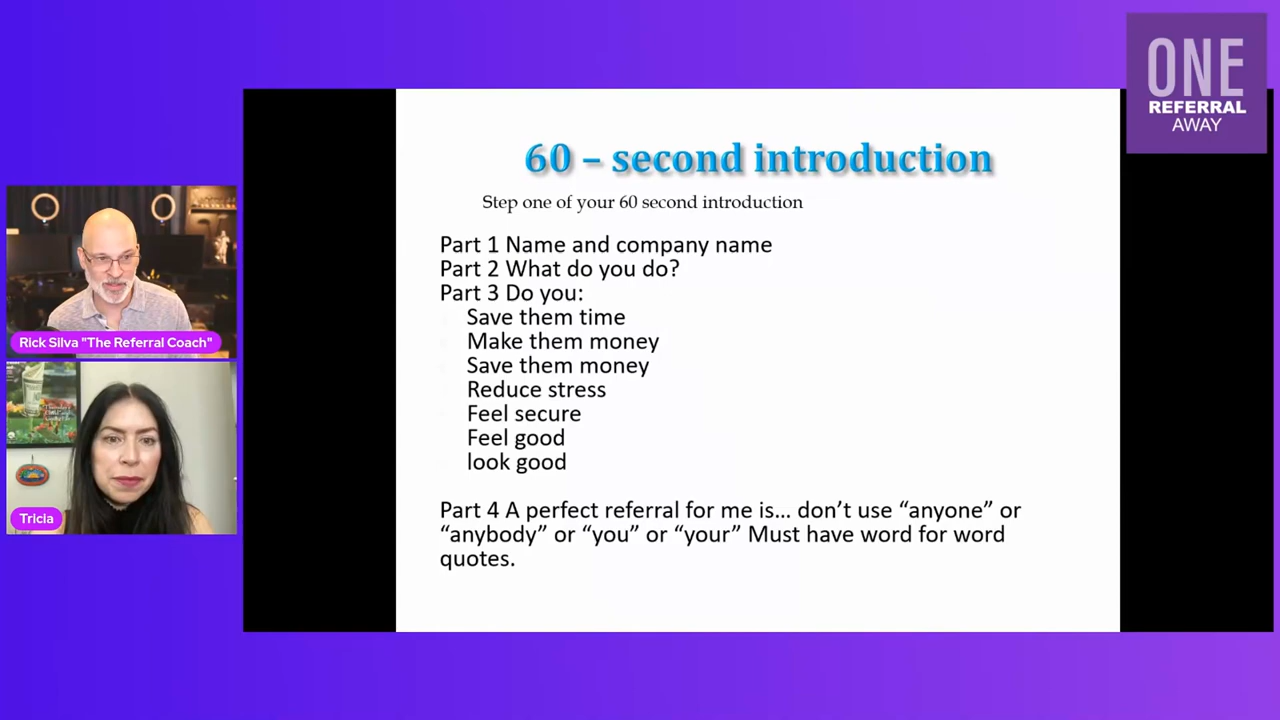 ONE
REFERRAL
AWAY
60 – second introduction
Step one of your 60 second introduction
Part 1 Name and company name
Part 2 What do you do?
Part 3 Do you:
Save them time
Make them money
Save them money
Reduce stress
Feel secure
Feel good
look good
Part 4 A perfect referral for me is... don't use “anyone” or
“anybody” or “you” or “your” Must have word for word
quotes.
Rick Silva "The Referral Coach"
Tricia